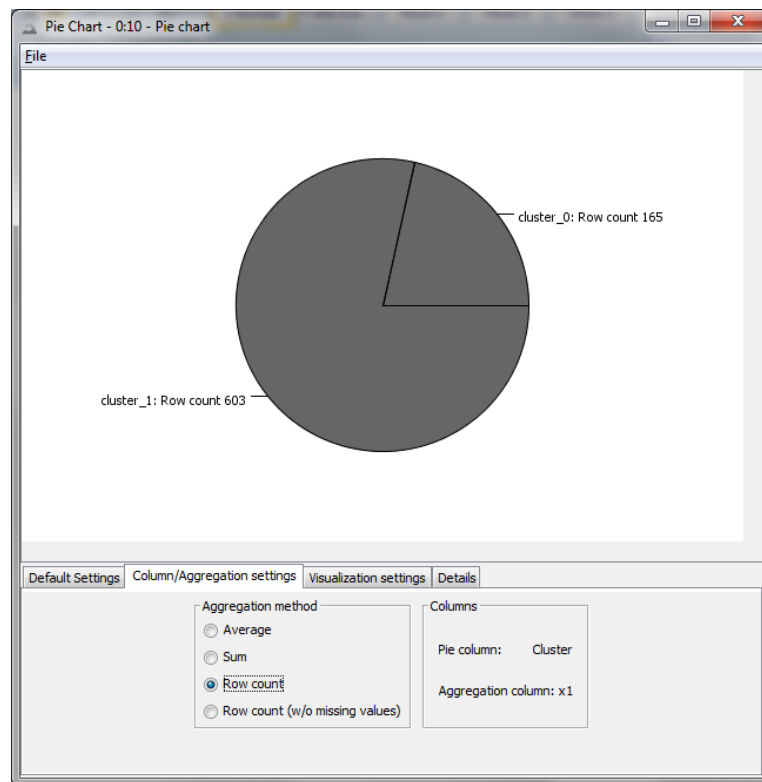 Pie Chart - 0:10 - Pie chart
File
cluster_0: Row count 165
cluster_1: Row count 603
Default Settings
Column/Aggregation settings
Visualization settings
Details
Aggregation method
Average
Sum
Row count
Row count (w/o missing values)
Columns
Pie column: Cluster
Aggregation column: x1